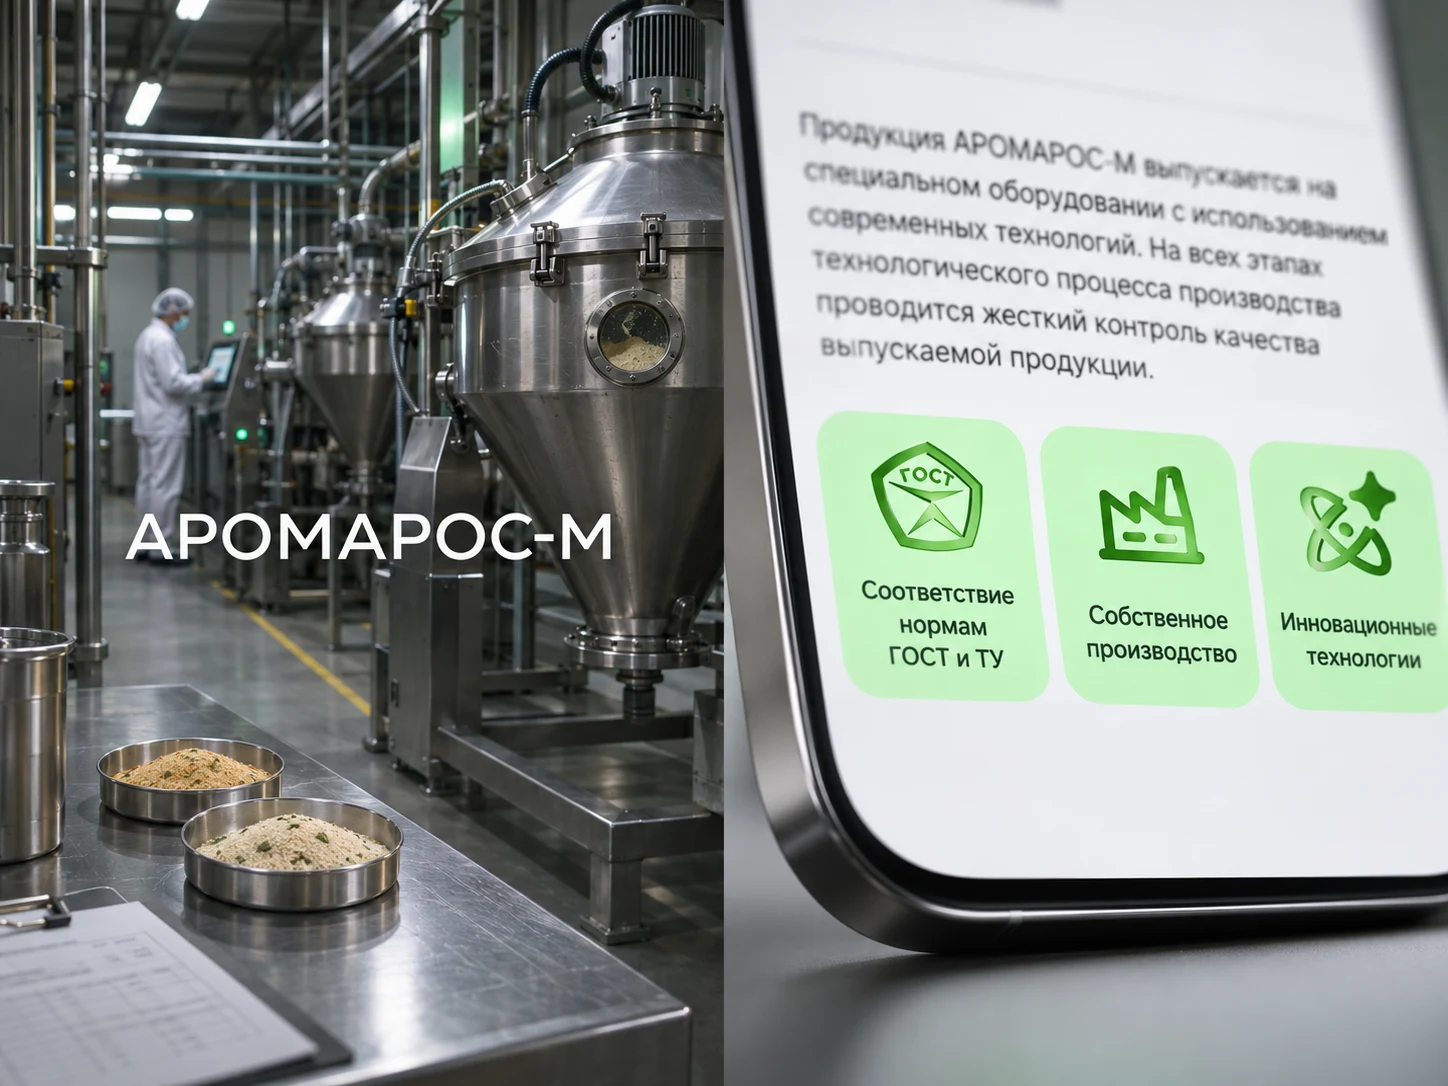 АРОМАРОС-М
Продукция АРОМАРОС-М выпускается на
специальном оборудовании с использованием
современных технологий. На всех этапах
технологического процесса производства
проводится жесткий контроль качества
выпускаемой продукции.
ГОСТ
Соответствие
нормам
ГОСТ и ТУ
Собственное
производство
Инновационные
технологии